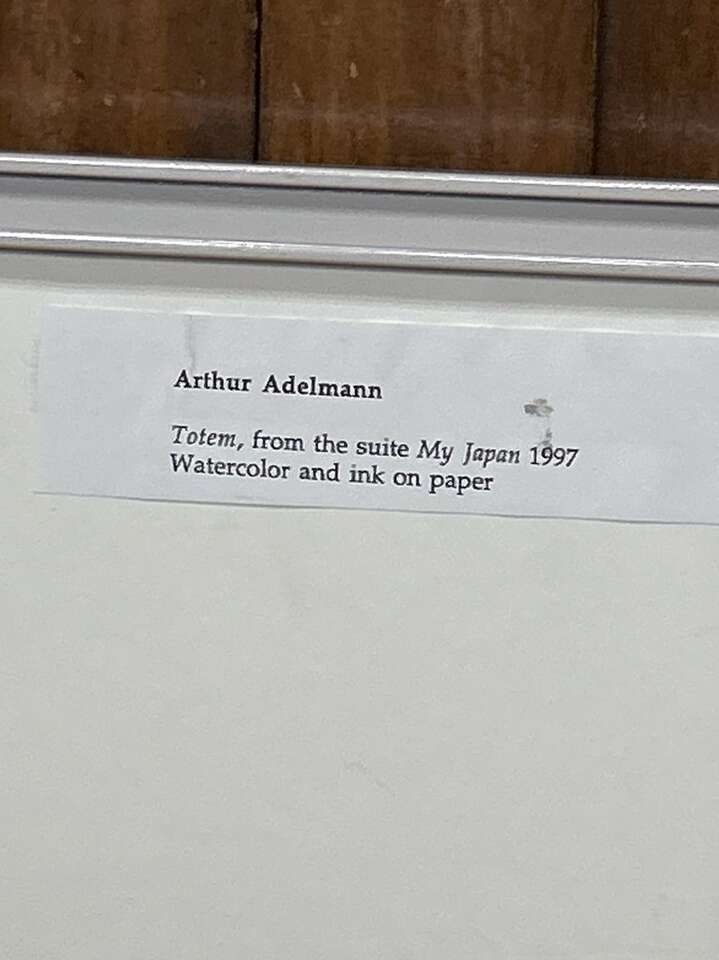 Arthur Adelmann
Totem, from the suite My Japan 1997
Watercolor and ink on paper